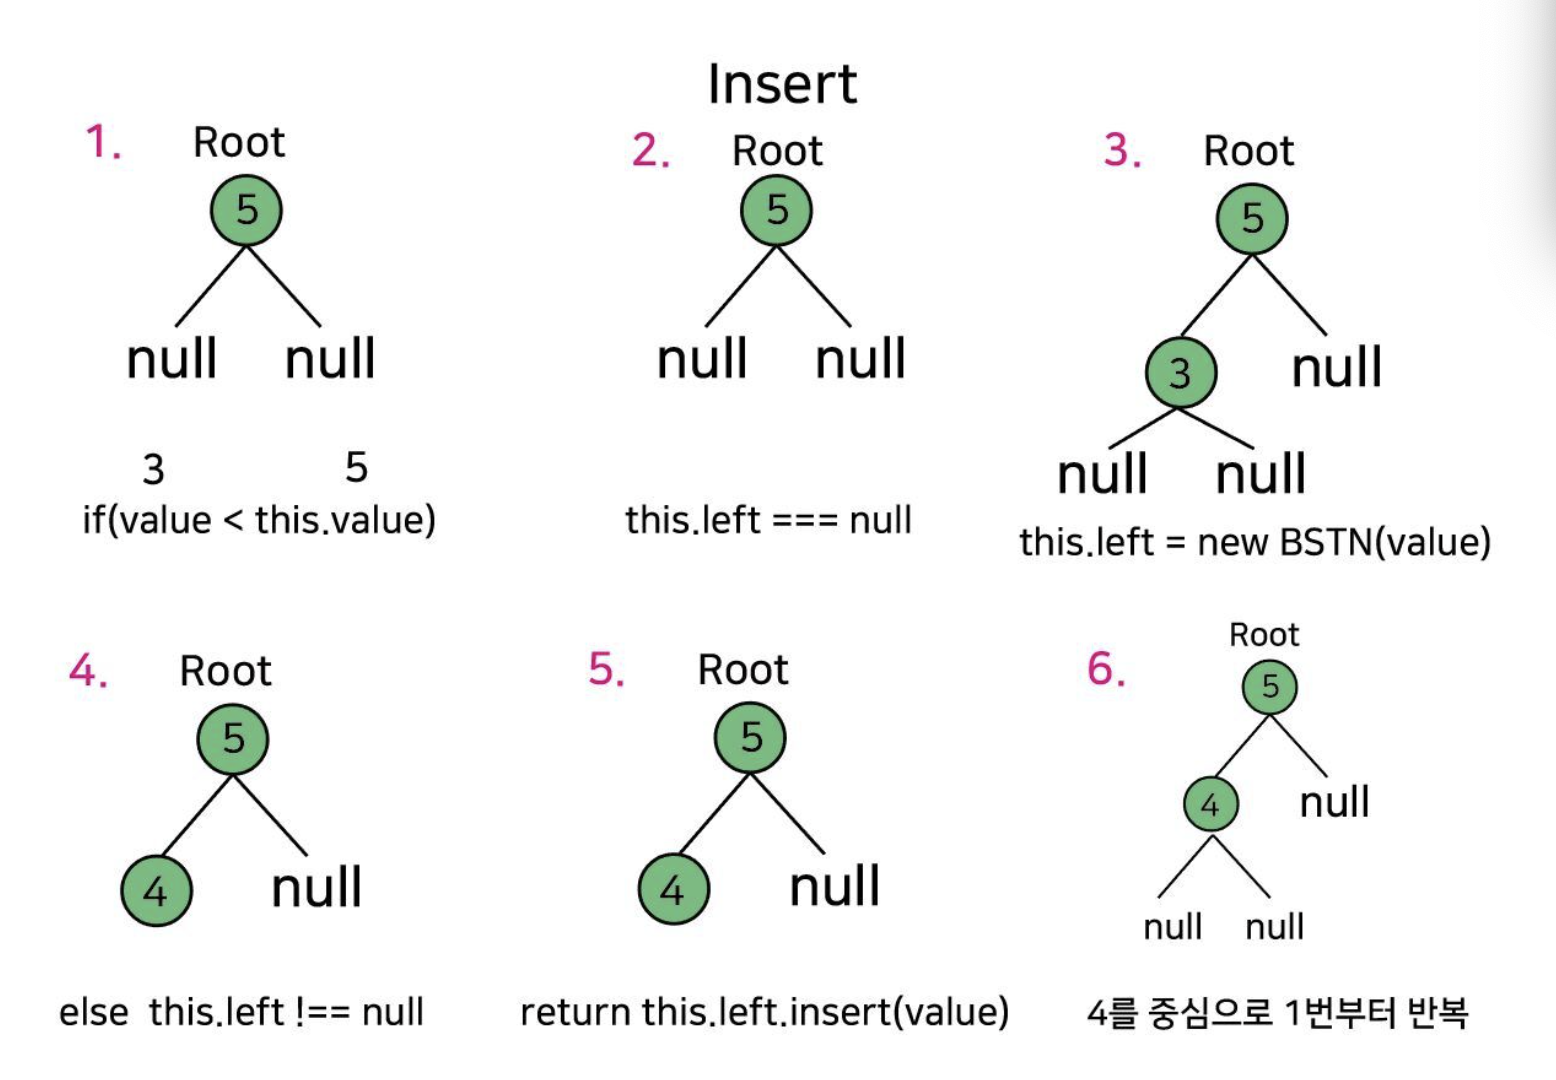 Insert
1. Root
5
null null
3 5
if(value < this.value)
2. Root
5
null null
this.left === null
3. Root
5
3 null
null null
this.left = new BSTN(value)
4. Root
5
4 null
else this.left !== null
5. Root
5
4 null
return this.left.insert(value)
6. Root
5
4 null
null null
4를 중심으로 1번부터 반복